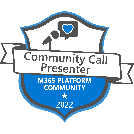 Community Call
Presenter
M365 PLATFORM
COMMUNITY
2022